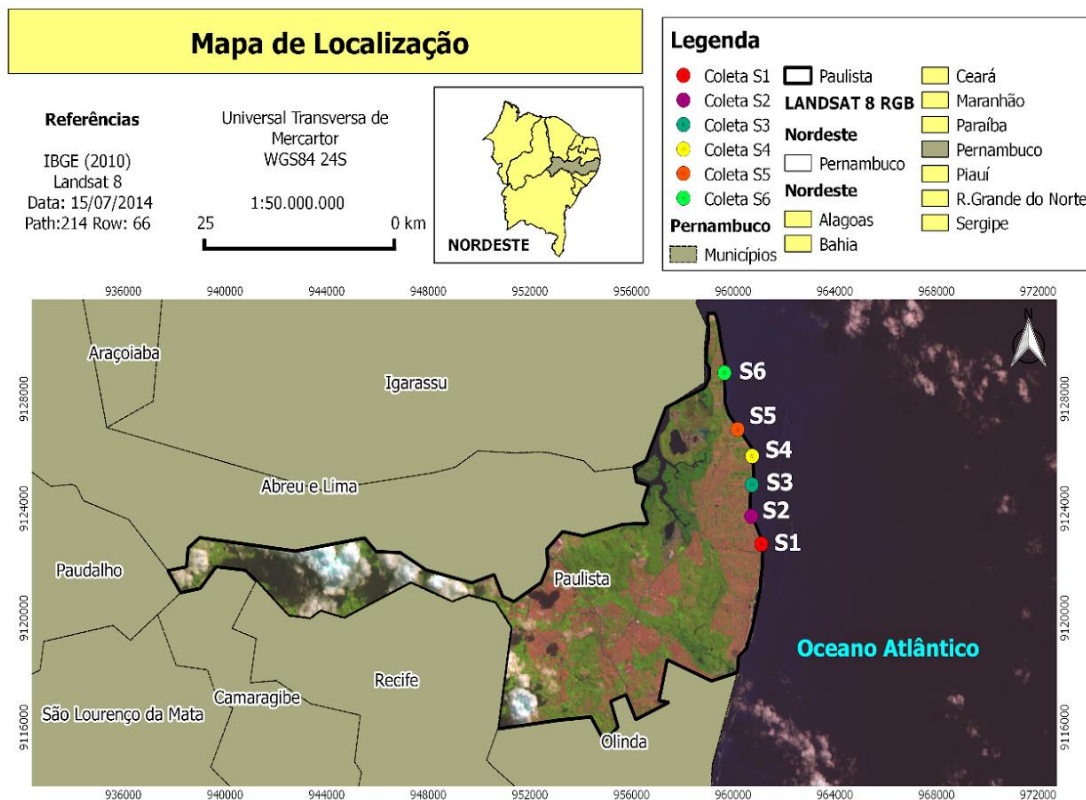 Mapa de Localização
Referências
IBGE (2010)
Landsat 8
Data: 15/07/2014
Path:214 Row: 66
Universal Transversa de
Mercartor
WGS84 24S
1:50.000.000
25 0 km
NORDESTE
Legenda
Coleta S1
Coleta S2
Coleta S3
Coleta S4
Coleta S5
Coleta S6
Pernambuco
Municípios
Paulista
LANDSAT 8 RGB
Nordeste
Pernambuco
Nordeste
Alagoas
Bahia
Ceará
Maranhão
Paraíba
Pernambuco
Piauí
R.Grande do Norte
Sergipe
936000 940000 944000 948000 952000 956000 960000 964000 968000 972000
9128000
9124000
9120000
9116000
Araçoiaba
Igarassu
Abreu e Lima
Paudalho
Paulista
Recife
Camaragibe
São Lourenço da Mata
Olinda
S6
S5
S4
S3
S2
S1
Oceano Atlântico
9128000
9124000
9120000
9116000
936000 940000 944000 948000 952000 956000 960000 964000 968000 972000